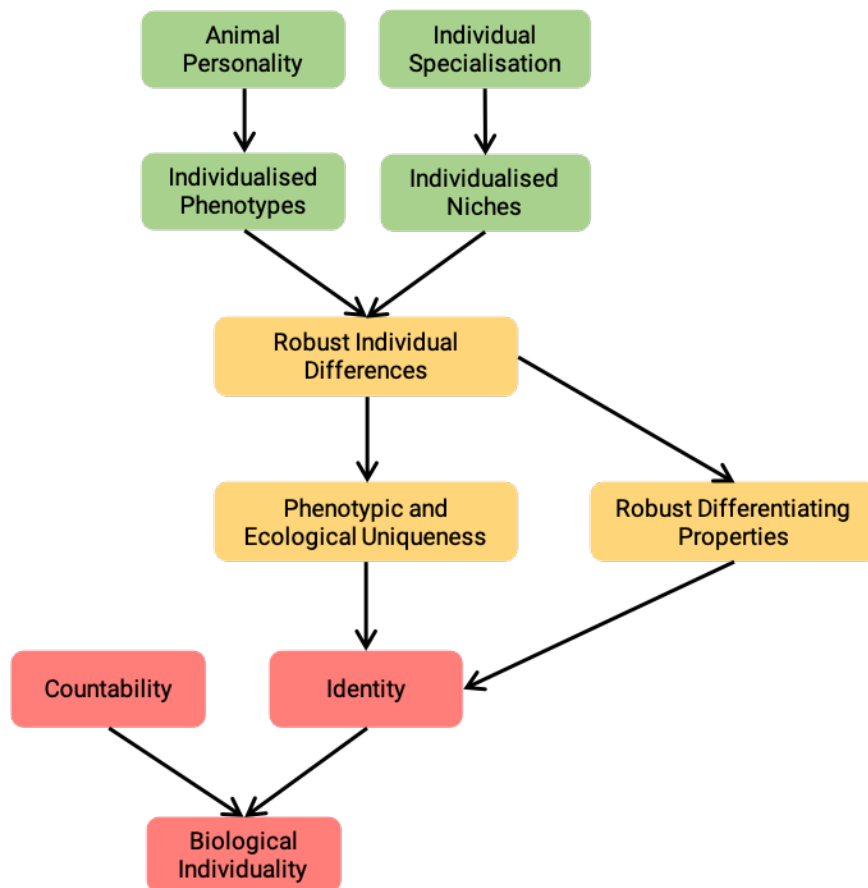 Animal
Personality
Individual
Specialisation
Individualised
Phenotypes
Individualised
Niches
Robust Individual
Differences
Phenotypic and
Ecological Uniqueness
Robust Differentiating
Properties
Countability
Identity
Biological
Individuality